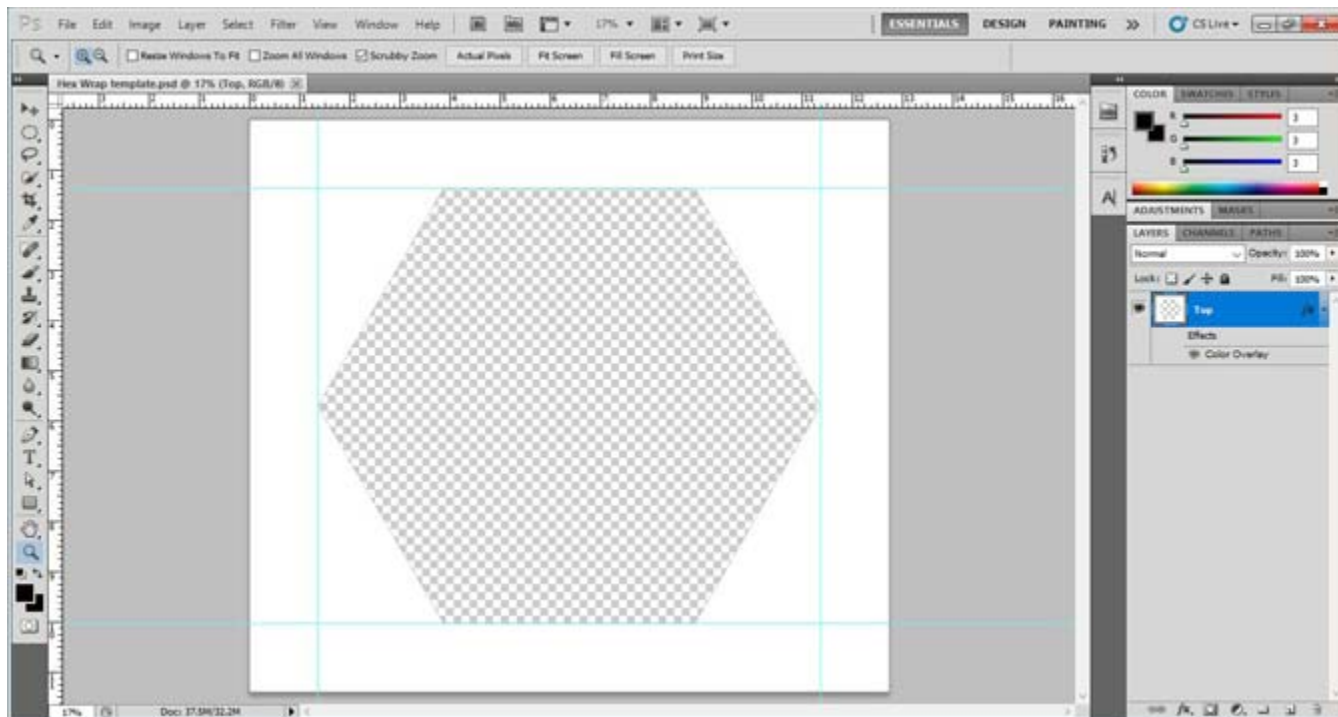 PS File Edit Image Layer Select Filter View Window Help 17% ESSENTIALS DESIGN PAINTING CS Live
Resize Windows To Fit Zoom All Windows Scrubby Zoom Actual Pixels Fit Screen Fill Screen Print Size
Hex Wrap template.psd @ 17% (Top, RGB/8)
COLOR SWATCHES STYLES
R 3
G 3
B 3
ADJUSTMENTS MASKS
LAYERS CHANNELS PATHS
Normal Opacity: 100%
Lock: Fill: 100%
Top fx
Effects
Color Overlay
17% Doc: 37.5M/32.2M